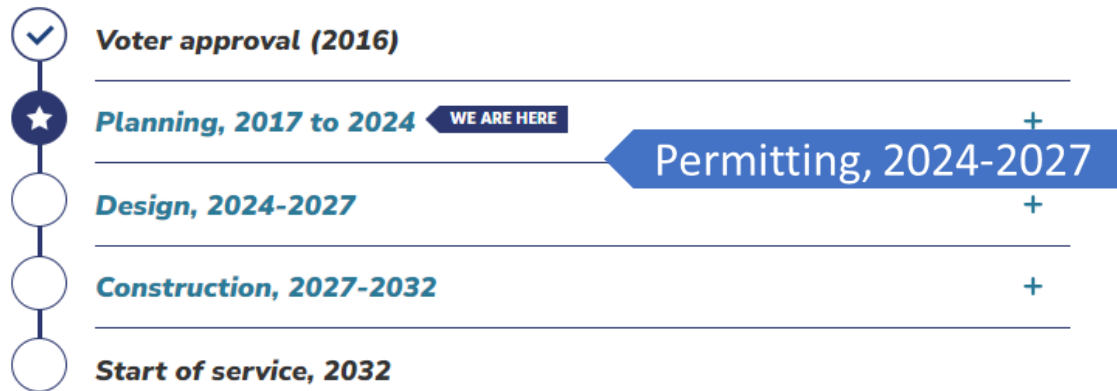 Voter approval (2016)
Planning, 2017 to 2024 WE ARE HERE +
Permitting, 2024-2027
Design, 2024-2027 +
Construction, 2027-2032 +
Start of service, 2032